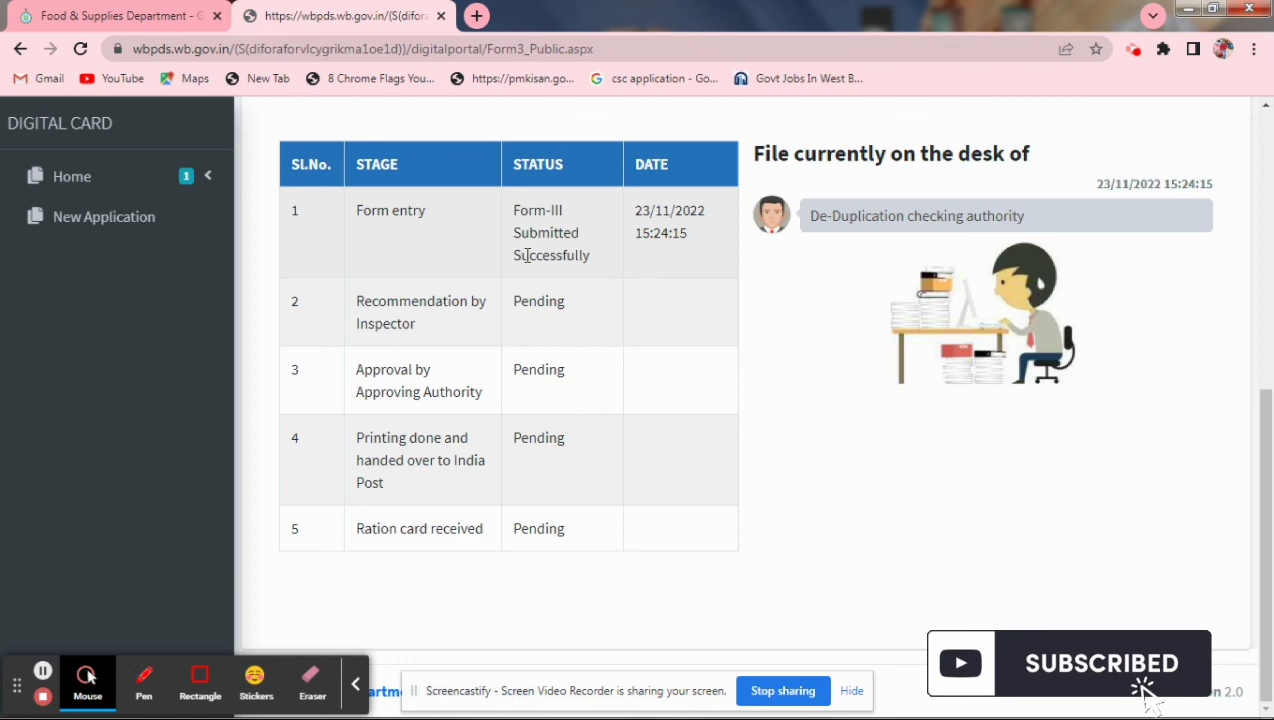 Food & Supplies Department - G
https://wbpds.wb.gov.in/(S(difora
wbpds.wb.gov.in/(S(diforaforvlcygrikma1oe1d))/digitalportal/Form3_Public.aspx
Gmail
YouTube
Maps
New Tab
8 Chrome Flags You...
https://pmkisan.go...
csc application - Go...
Govt Jobs In West B...
DIGITAL CARD
Home
1
New Application
Sl.No. STAGE STATUS DATE
1 Form entry Form-III Submitted Successfully 23/11/2022 15:24:15
2 Recommendation by Inspector Pending
3 Approval by Approving Authority Pending
4 Printing done and handed over to India Post Pending
5 Ration card received Pending
File currently on the desk of
23/11/2022 15:24:15
De-Duplication checking authority
SUBSCRIBED
Mouse
Pen
Rectangle
Stickers
Eraser
Screencastify - Screen Video Recorder is sharing your screen.
Stop sharing
Hide
2.0